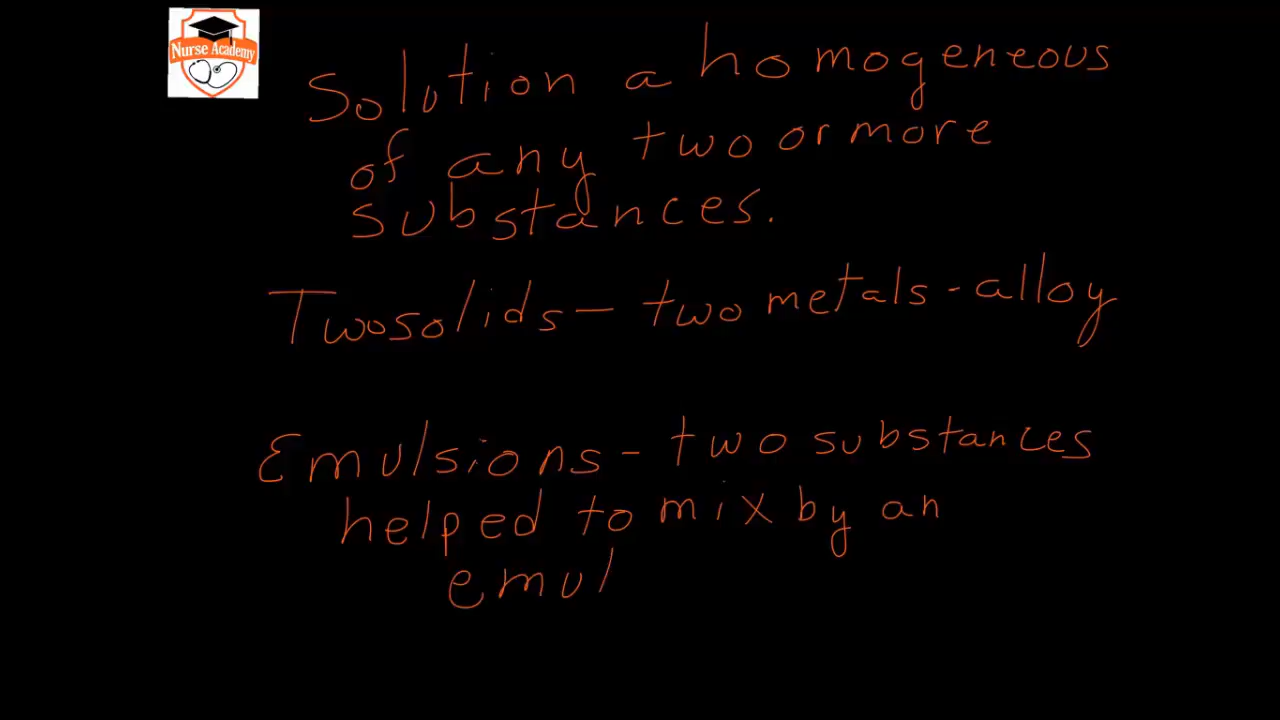 Nurse Academy
Solution a homogeneous
of any two or more
substances.
Twosolids - two metals - alloy
Emulsions - two substances
helped to mix by an
emul